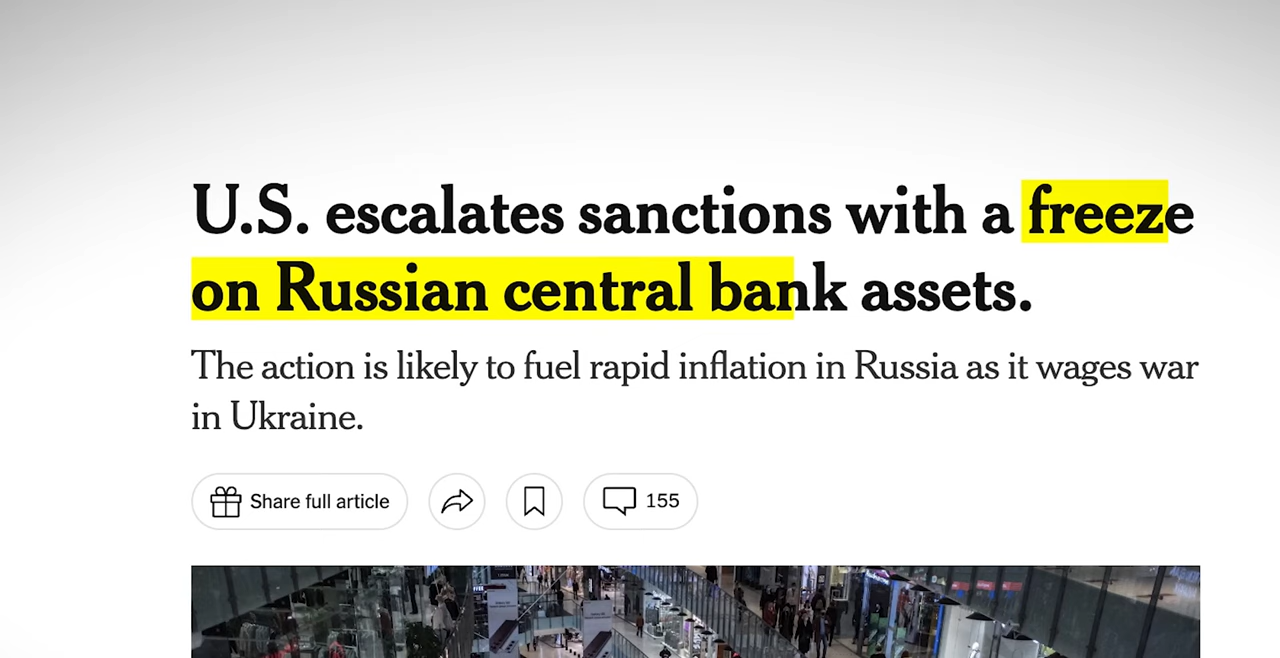 U.S. escalates sanctions with a freeze
on Russian central bank assets.
The action is likely to fuel rapid inflation in Russia as it wages war
in Ukraine.
Share full article
155